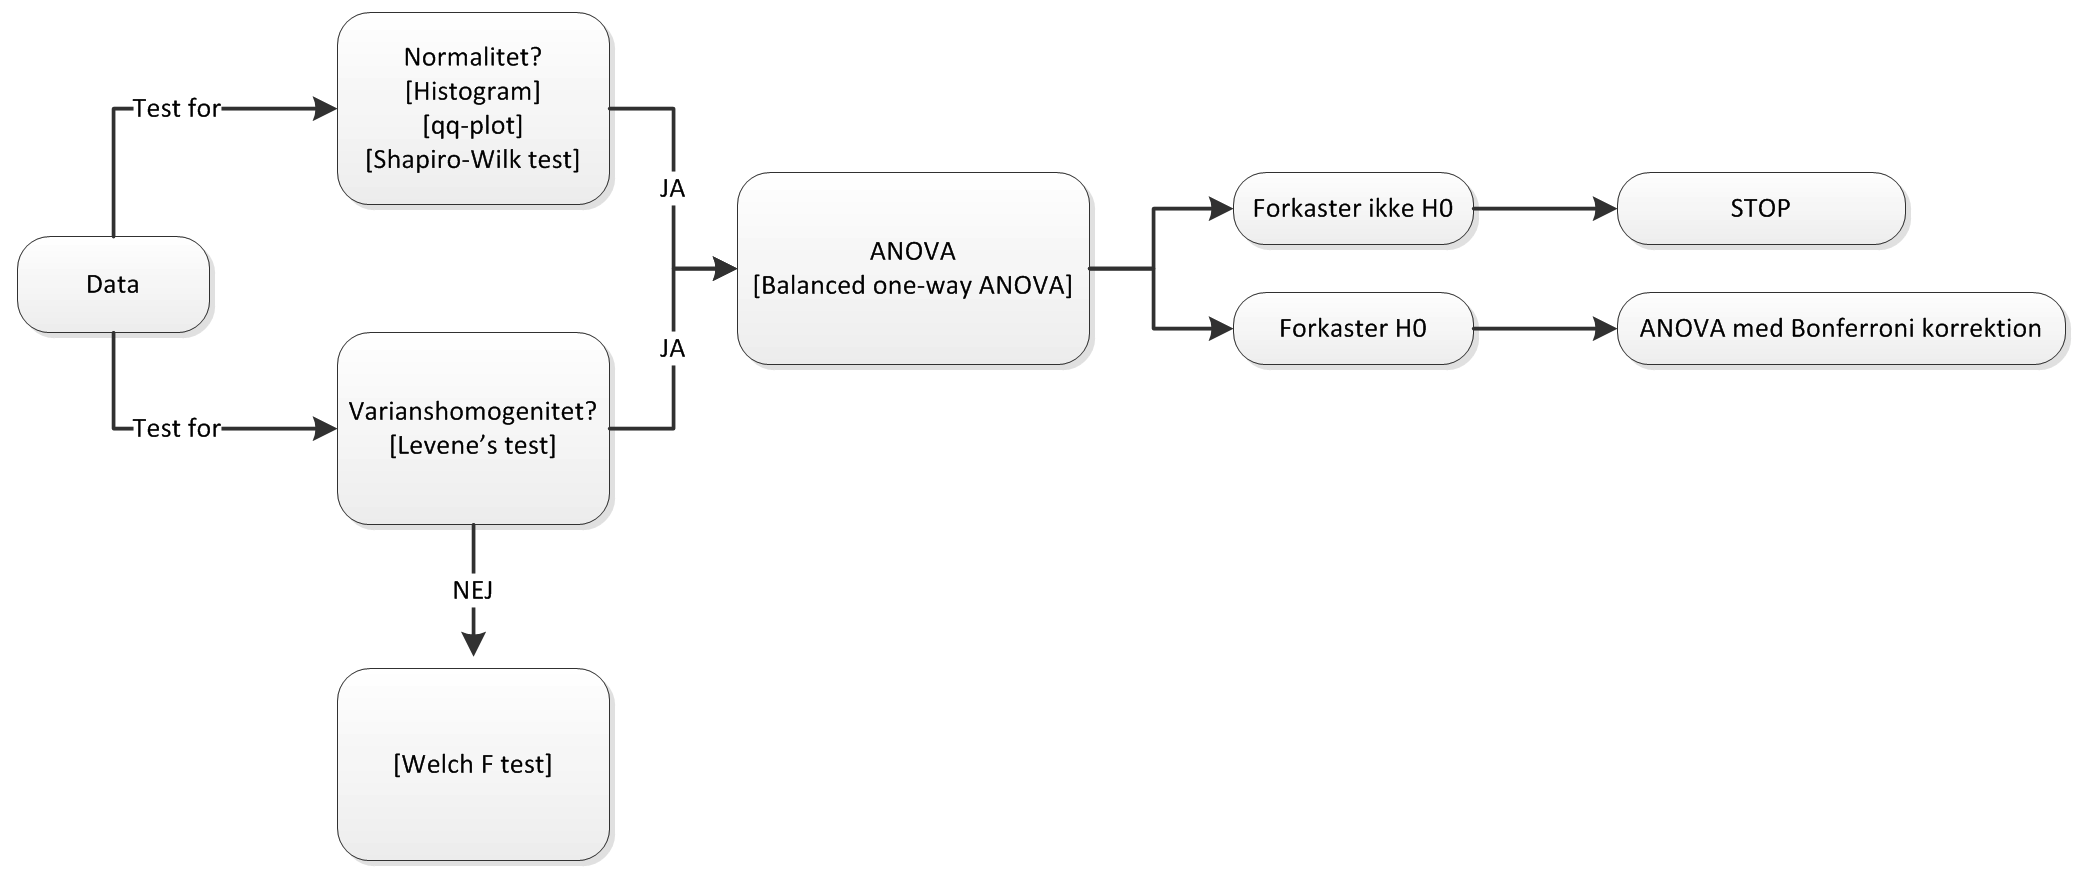 Test for
Normalitet?
[Histogram]
[qq-plot]
[Shapiro-Wilk test]
JA
Data
Test for
Varianshomogenitet?
[Levene’s test]
JA
NEJ
[Welch F test]
ANOVA
[Balanced one-way ANOVA]
Forkaster ikke H0
STOP
Forkaster H0
ANOVA med Bonferroni korrektion